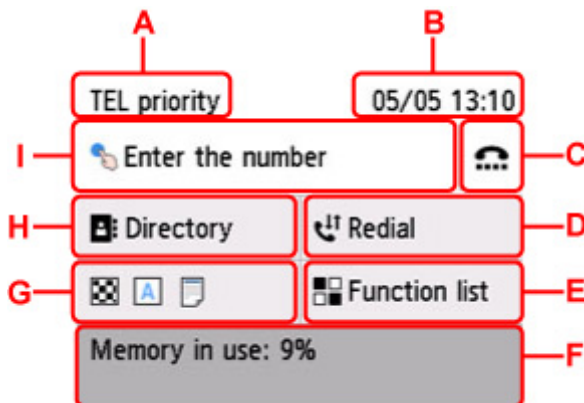 A
B
TEL priority
05/05 13:10
I
Enter the number
C
H
Directory
Redial
D
G
A
Function list
E
Memory in use: 9%
F